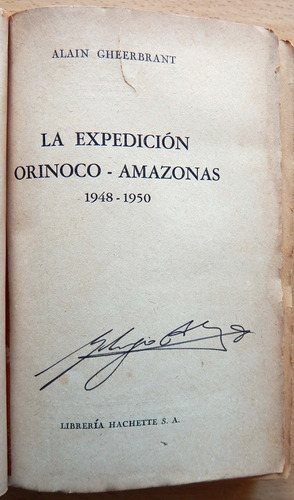 ALAIN GHEERBRANT
LA EXPEDICIÓN
ORINOCO - AMAZONAS
1948 - 1950
LIBRERÍA HACHETTE S. A.